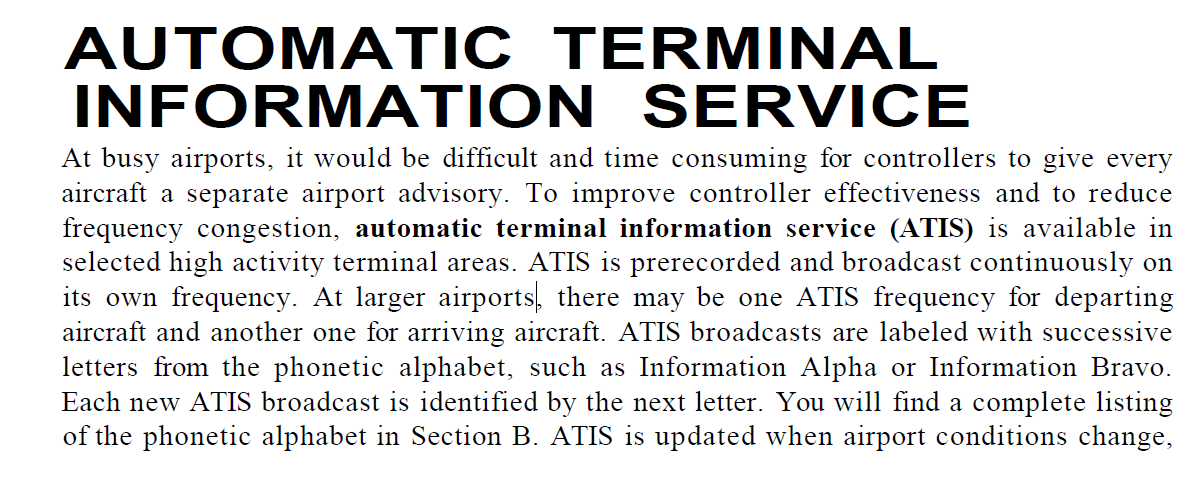 AUTOMATIC TERMINAL
INFORMATION SERVICE
At busy airports, it would be difficult and time consuming for controllers to give every
aircraft a separate airport advisory. To improve controller effectiveness and to reduce
frequency congestion, automatic terminal information service (ATIS) is available in
selected high activity terminal areas. ATIS is prerecorded and broadcast continuously on
its own frequency. At larger airports, there may be one ATIS frequency for departing
aircraft and another one for arriving aircraft. ATIS broadcasts are labeled with successive
letters from the phonetic alphabet, such as Information Alpha or Information Bravo.
Each new ATIS broadcast is identified by the next letter. You will find a complete listing
of the phonetic alphabet in Section B. ATIS is updated when airport conditions change,